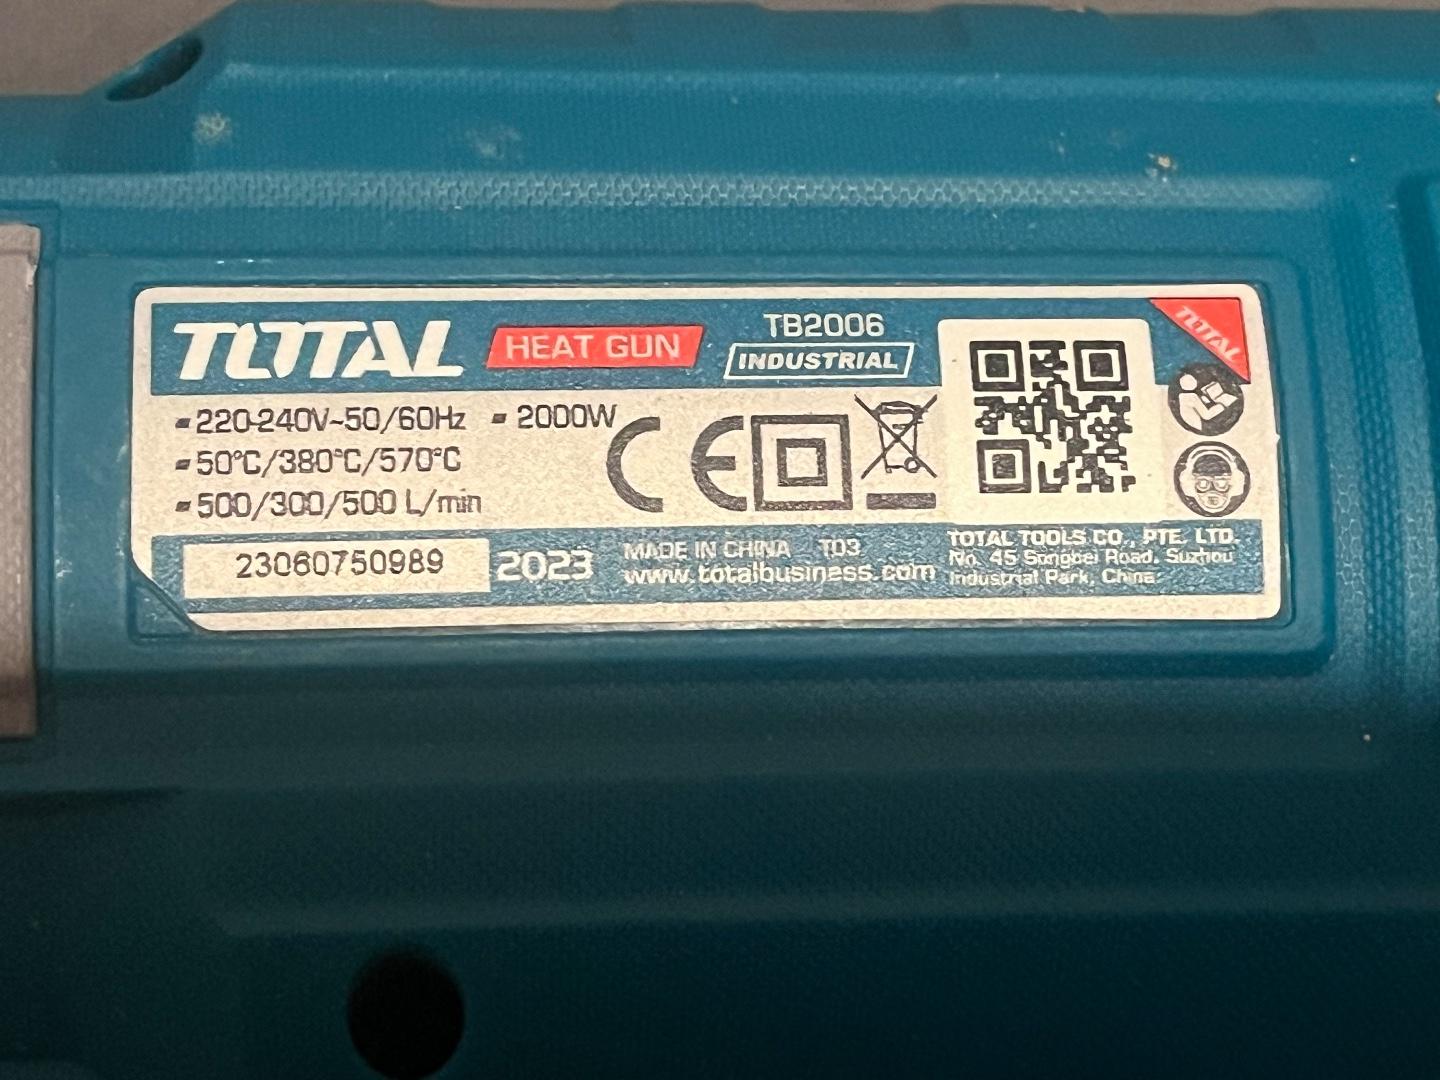 TOTAL HEAT GUN TB2006
INDUSTRIAL
TOTAL
220-240V~50/60Hz 2000W
50°C/380°C/570°C
500/300/500 L/min
CE
23060750989 2023
MADE IN CHINA T03
www.totalbusiness.com
TOTAL TOOLS CO., PTE. LTD.
No. 45 Songbei Road, Suzhou
Industrial Park, China